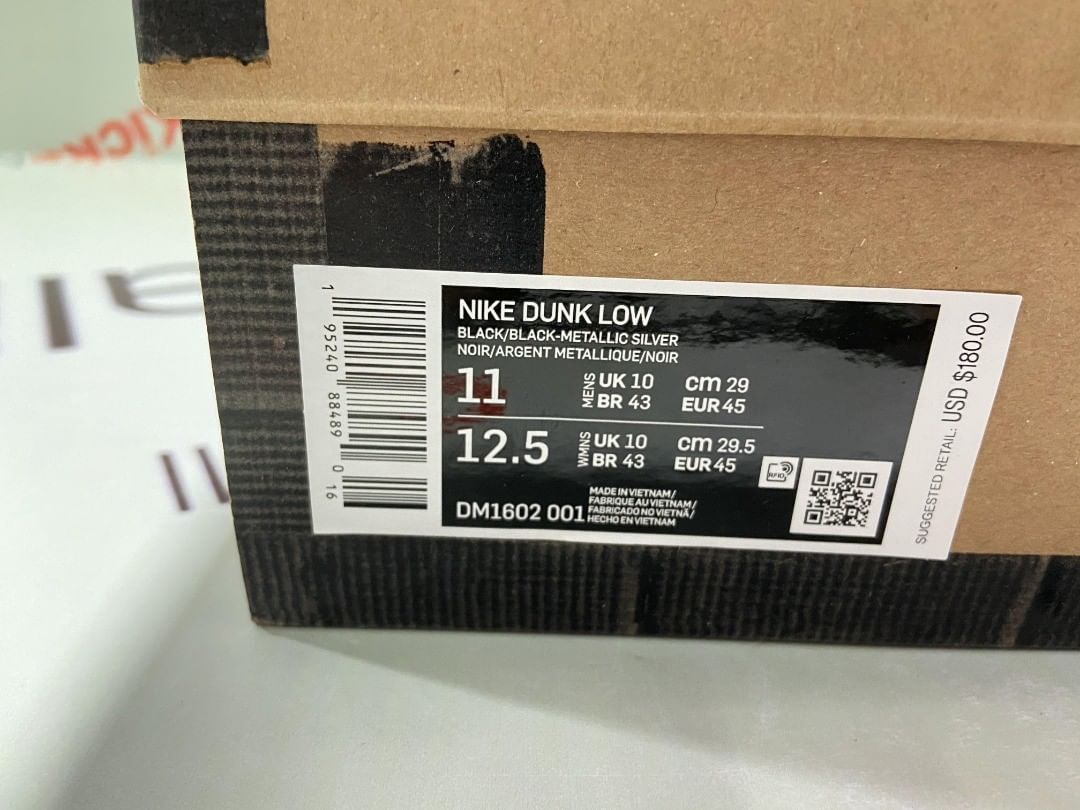 NIKE DUNK LOW
BLACK/BLACK-METALLIC SILVER
NOIR/ARGENT METALLIQUE/NOIR
11 MENS UK 10 cm 29
BR 43 EUR 45
12.5 WMNS UK 10 cm 29.5
BR 43 EUR 45
RFID
DM1602 001
MADE IN VIETNAM/
FABRIQUE AU VIETNAM/
FABRICADO NO VIETNÃ/
HECHO EN VIETNAM
1 95240 88489 0 16
SUGGESTED RETAIL: USD $180.00